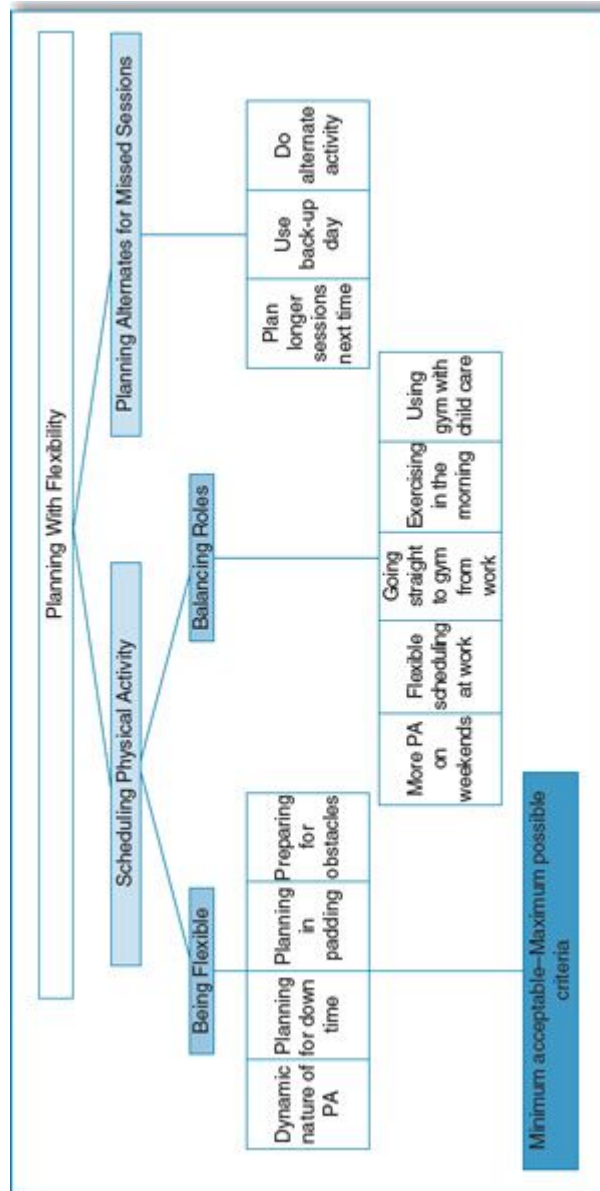 Planning With Flexibility
Scheduling Physical Activity
Planning Alternates for Missed Sessions
Being Flexible
Balancing Roles
Dynamic
nature of
PA
Planning
for down
time
Planning
in
padding
Preparing
for
obstacles
Plan
longer
sessions
next time
Use
back-up
day
Do
alternate
activity
More PA
on
weekends
Flexible
scheduling
at work
Going
straight
to gym
from
work
Exercising
in the
morning
Using
gym with
child care
Minimum acceptable–Maximum possible
criteria